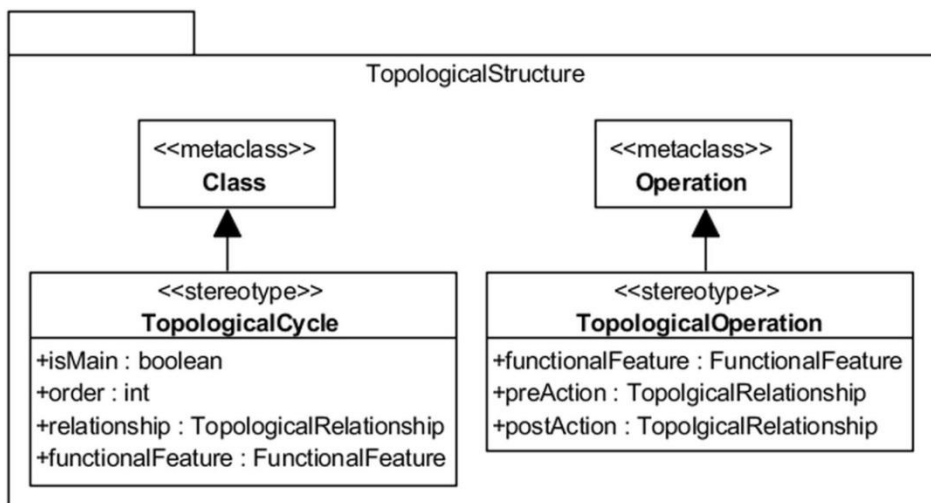 TopologicalStructure
<<metaclass>>
Class
<<metaclass>>
Operation
<<stereotype>>
TopologicalCycle
+isMain : boolean
+order : int
+relationship : TopologicalRelationship
+functionalFeature : FunctionalFeature
<<stereotype>>
TopologicalOperation
+functionalFeature : FunctionalFeature
+preAction : TopolgicalRelationship
+postAction : TopolgicalRelationship